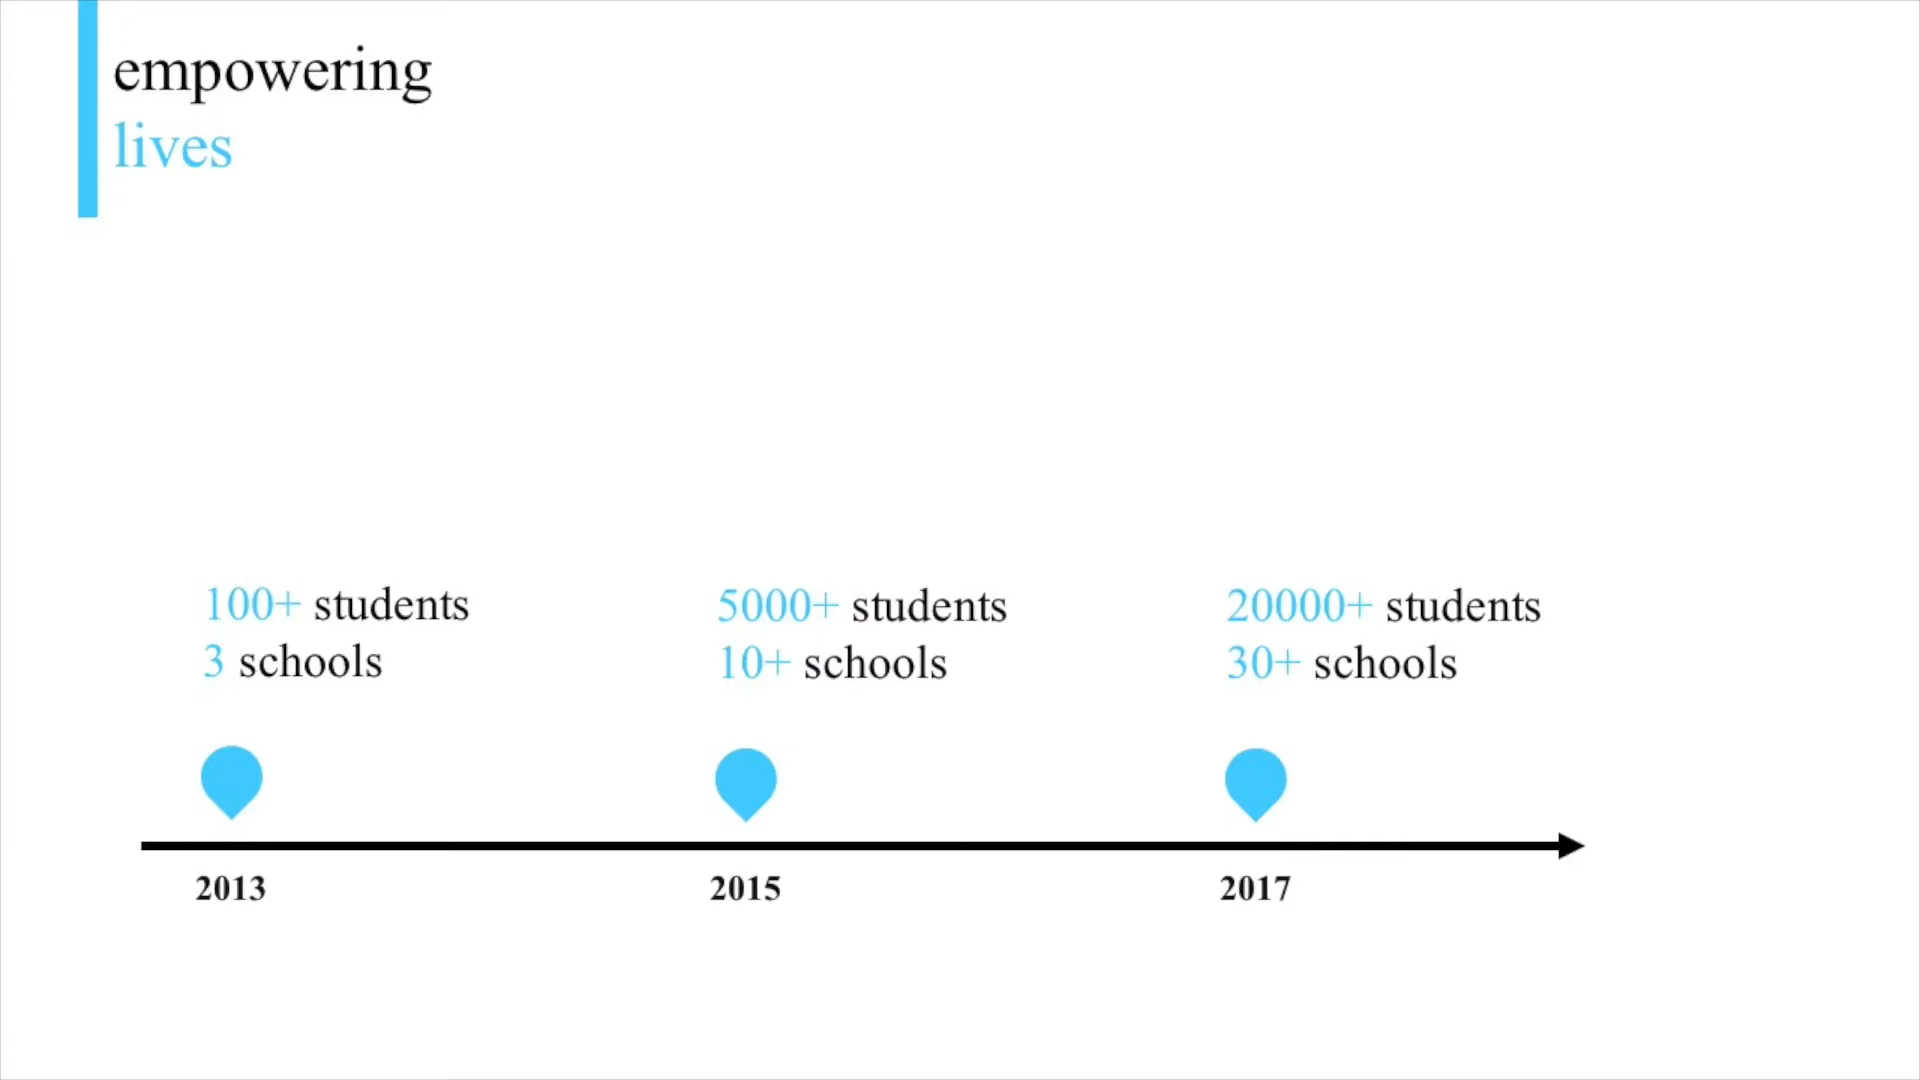 empowering
lives
100+ students
3 schools
5000+ students
10+ schools
20000+ students
30+ schools
2013
2015
2017